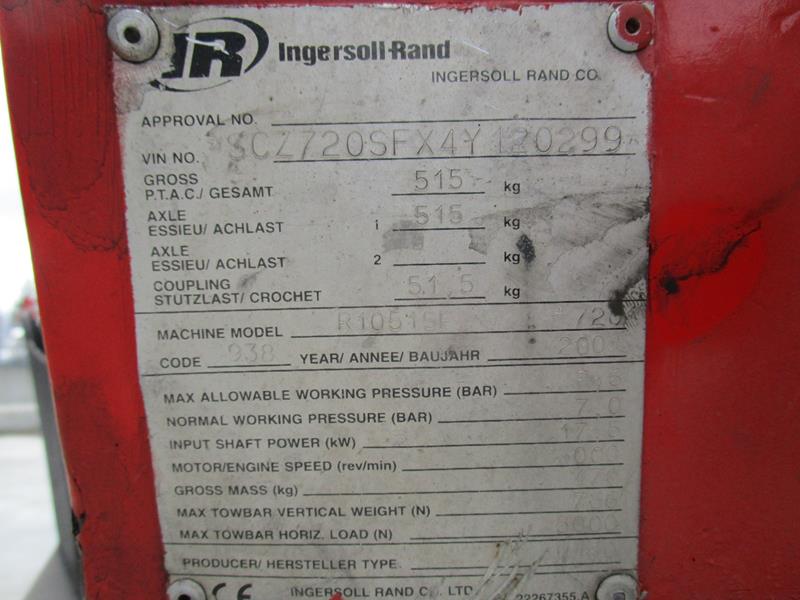 IR Ingersoll-Rand
INGERSOLL RAND CO.
APPROVAL NO.
VIN NO. SCZ720SFX4Y120299
GROSS
P.T.A.C./ GESAMT 515 kg
AXLE
ESSIEU/ ACHLAST 1 515 kg
AXLE
ESSIEU/ ACHLAST 2 kg
COUPLING
STUTZLAST/ CROCHET 51,5 kg
MACHINE MODEL 720
CODE 938 YEAR/ ANNEE/ BAUJAHR
MAX ALLOWABLE WORKING PRESSURE (BAR)
NORMAL WORKING PRESSURE (BAR) 7,0
INPUT SHAFT POWER (kW)
MOTOR/ENGINE SPEED (rev/min)
GROSS MASS (kg)
MAX TOWBAR VERTICAL WEIGHT (N)
MAX TOWBAR HORIZ. LOAD (N)
PRODUCER/ HERSTELLER TYPE
CE INGERSOLL RAND LTD 22267355.A